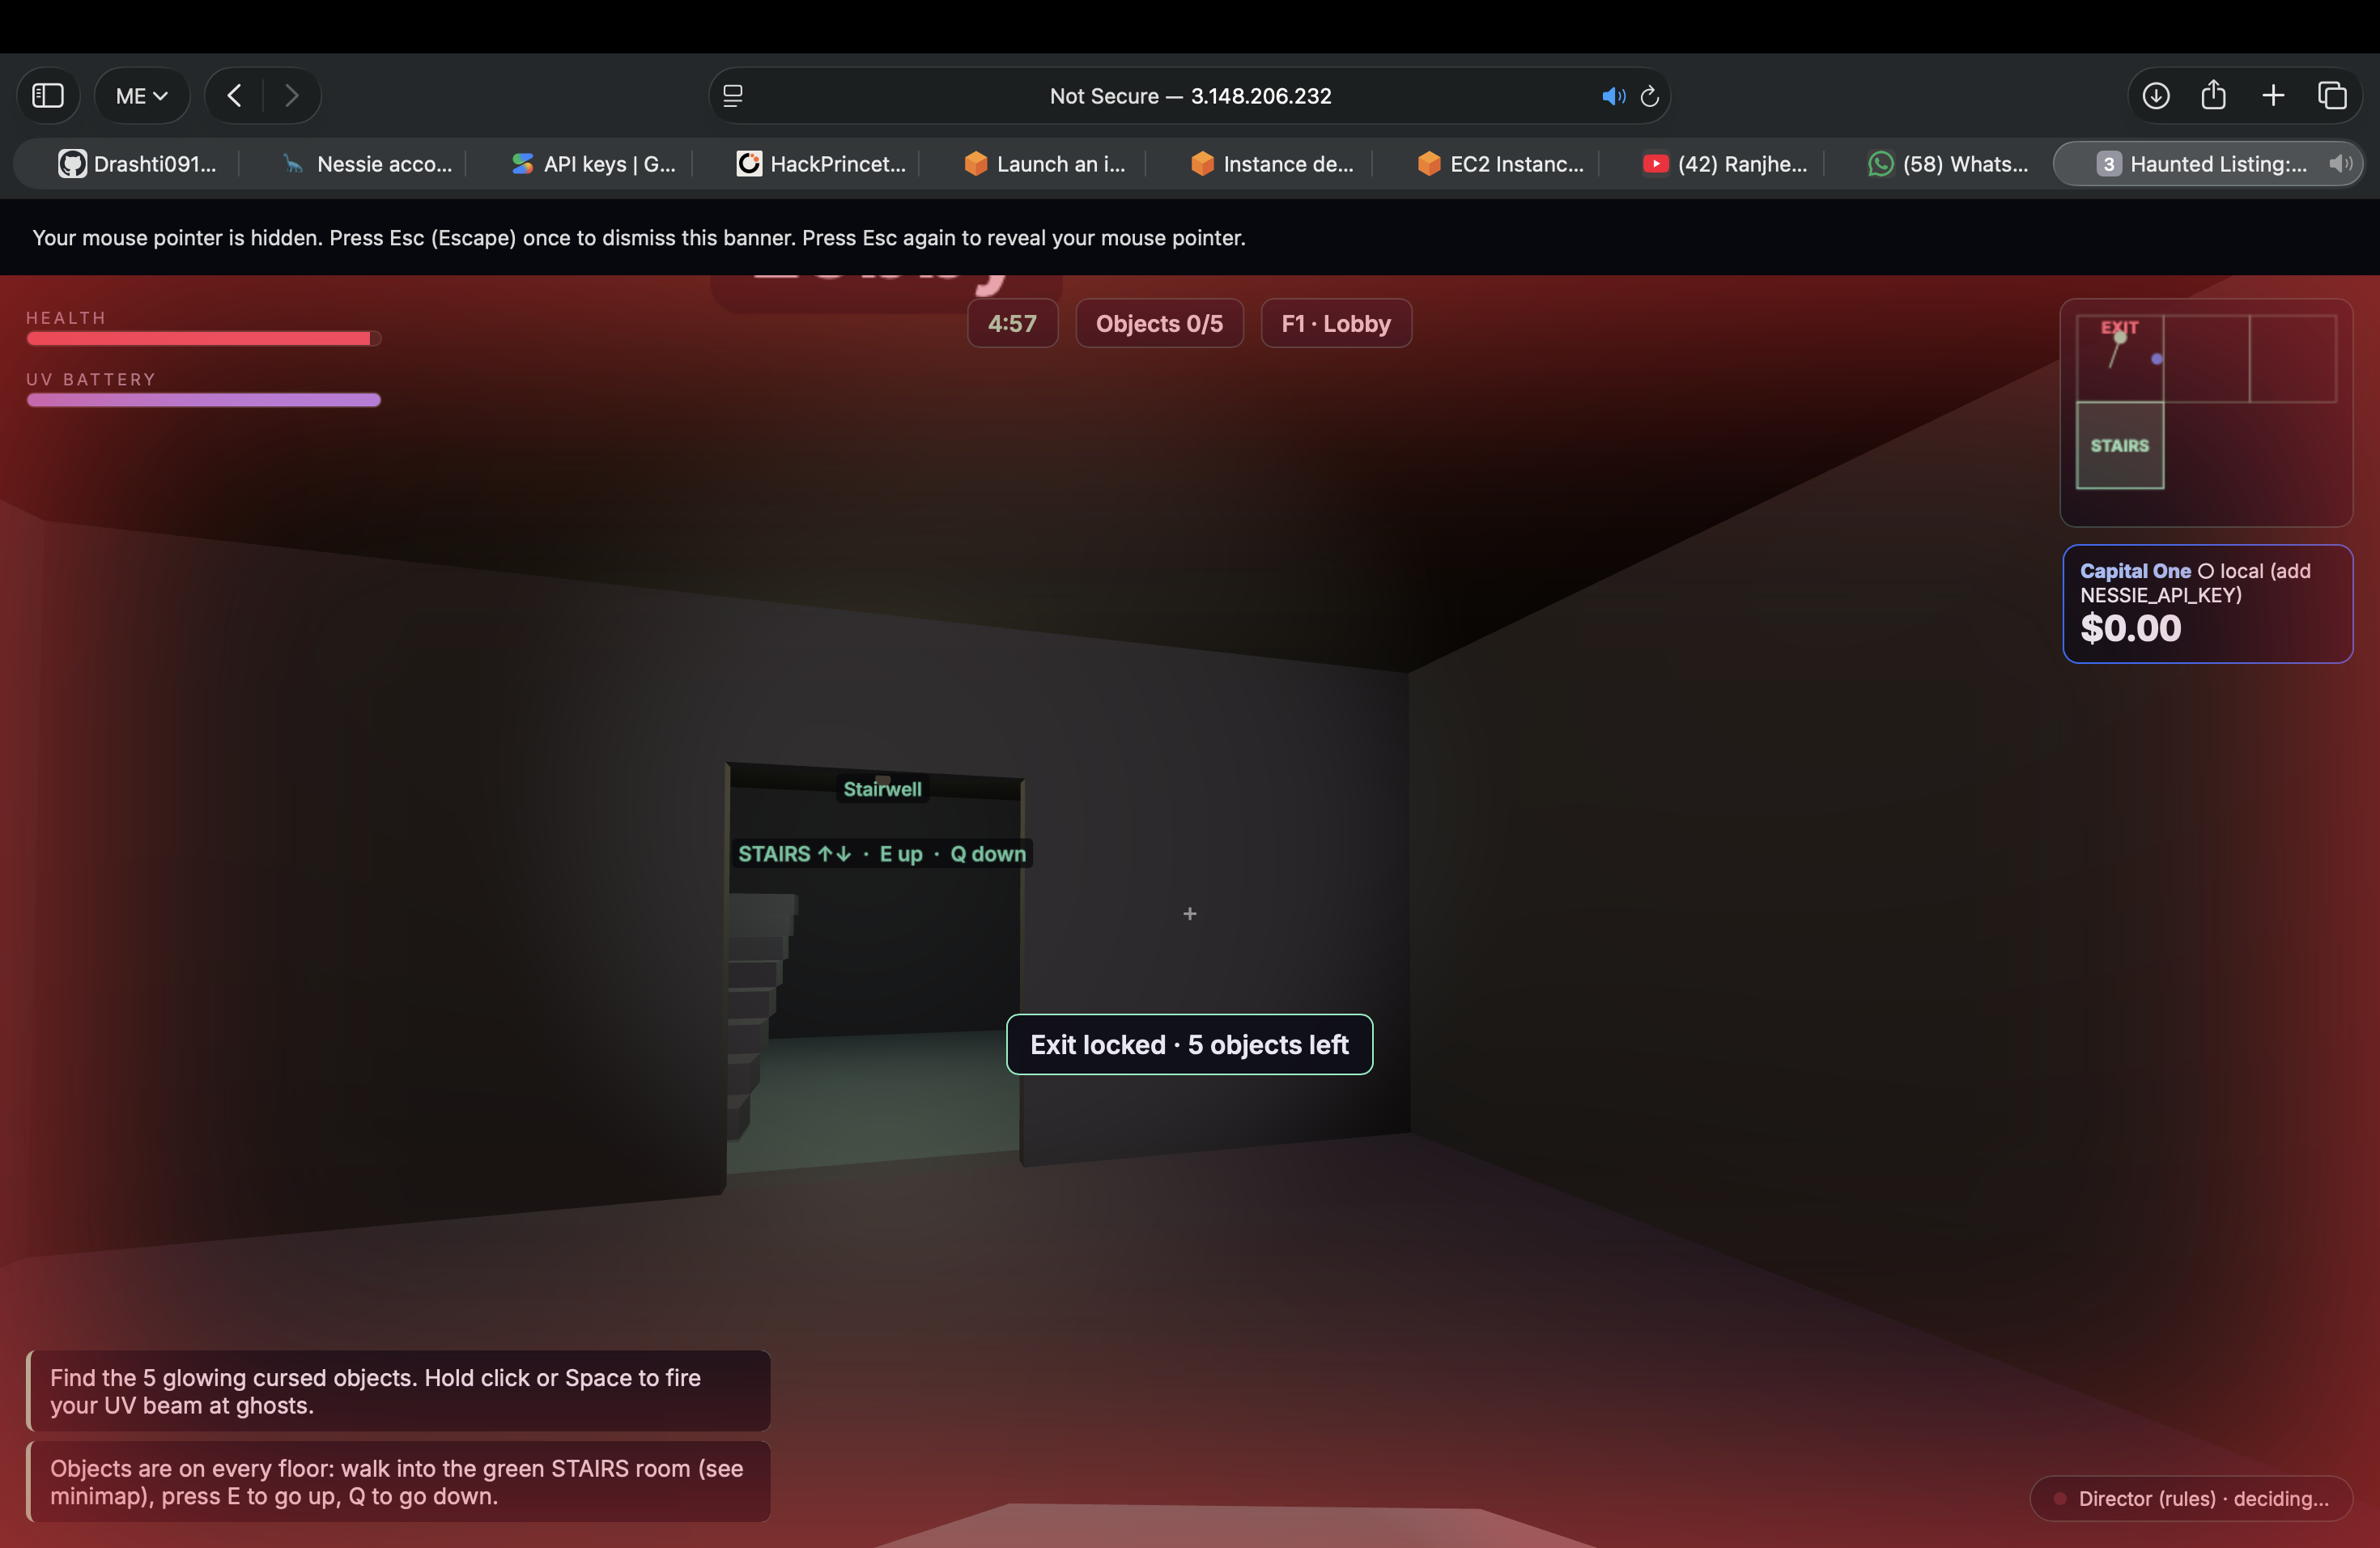 ME
Not Secure — 3.148.206.232
Drashti091...
Nessie acco...
API keys | G...
HackPrincet...
Launch an i...
Instance de...
EC2 Instanc...
(42) Ranjhe...
(58) Whats...
3 Haunted Listing:...
Your mouse pointer is hidden. Press Esc (Escape) once to dismiss this banner. Press Esc again to reveal your mouse pointer.
HEALTH
UV BATTERY
4:57
Objects 0/5
F1 · Lobby
EXIT
STAIRS
Capital One ○ local (add
NESSIE_API_KEY)
$0.00
Stairwell
STAIRS ↑↓ · E up · Q down
+
Exit locked · 5 objects left
Find the 5 glowing cursed objects. Hold click or Space to fire
your UV beam at ghosts.
Objects are on every floor: walk into the green STAIRS room (see
minimap), press E to go up, Q to go down.
Director (rules) · deciding...